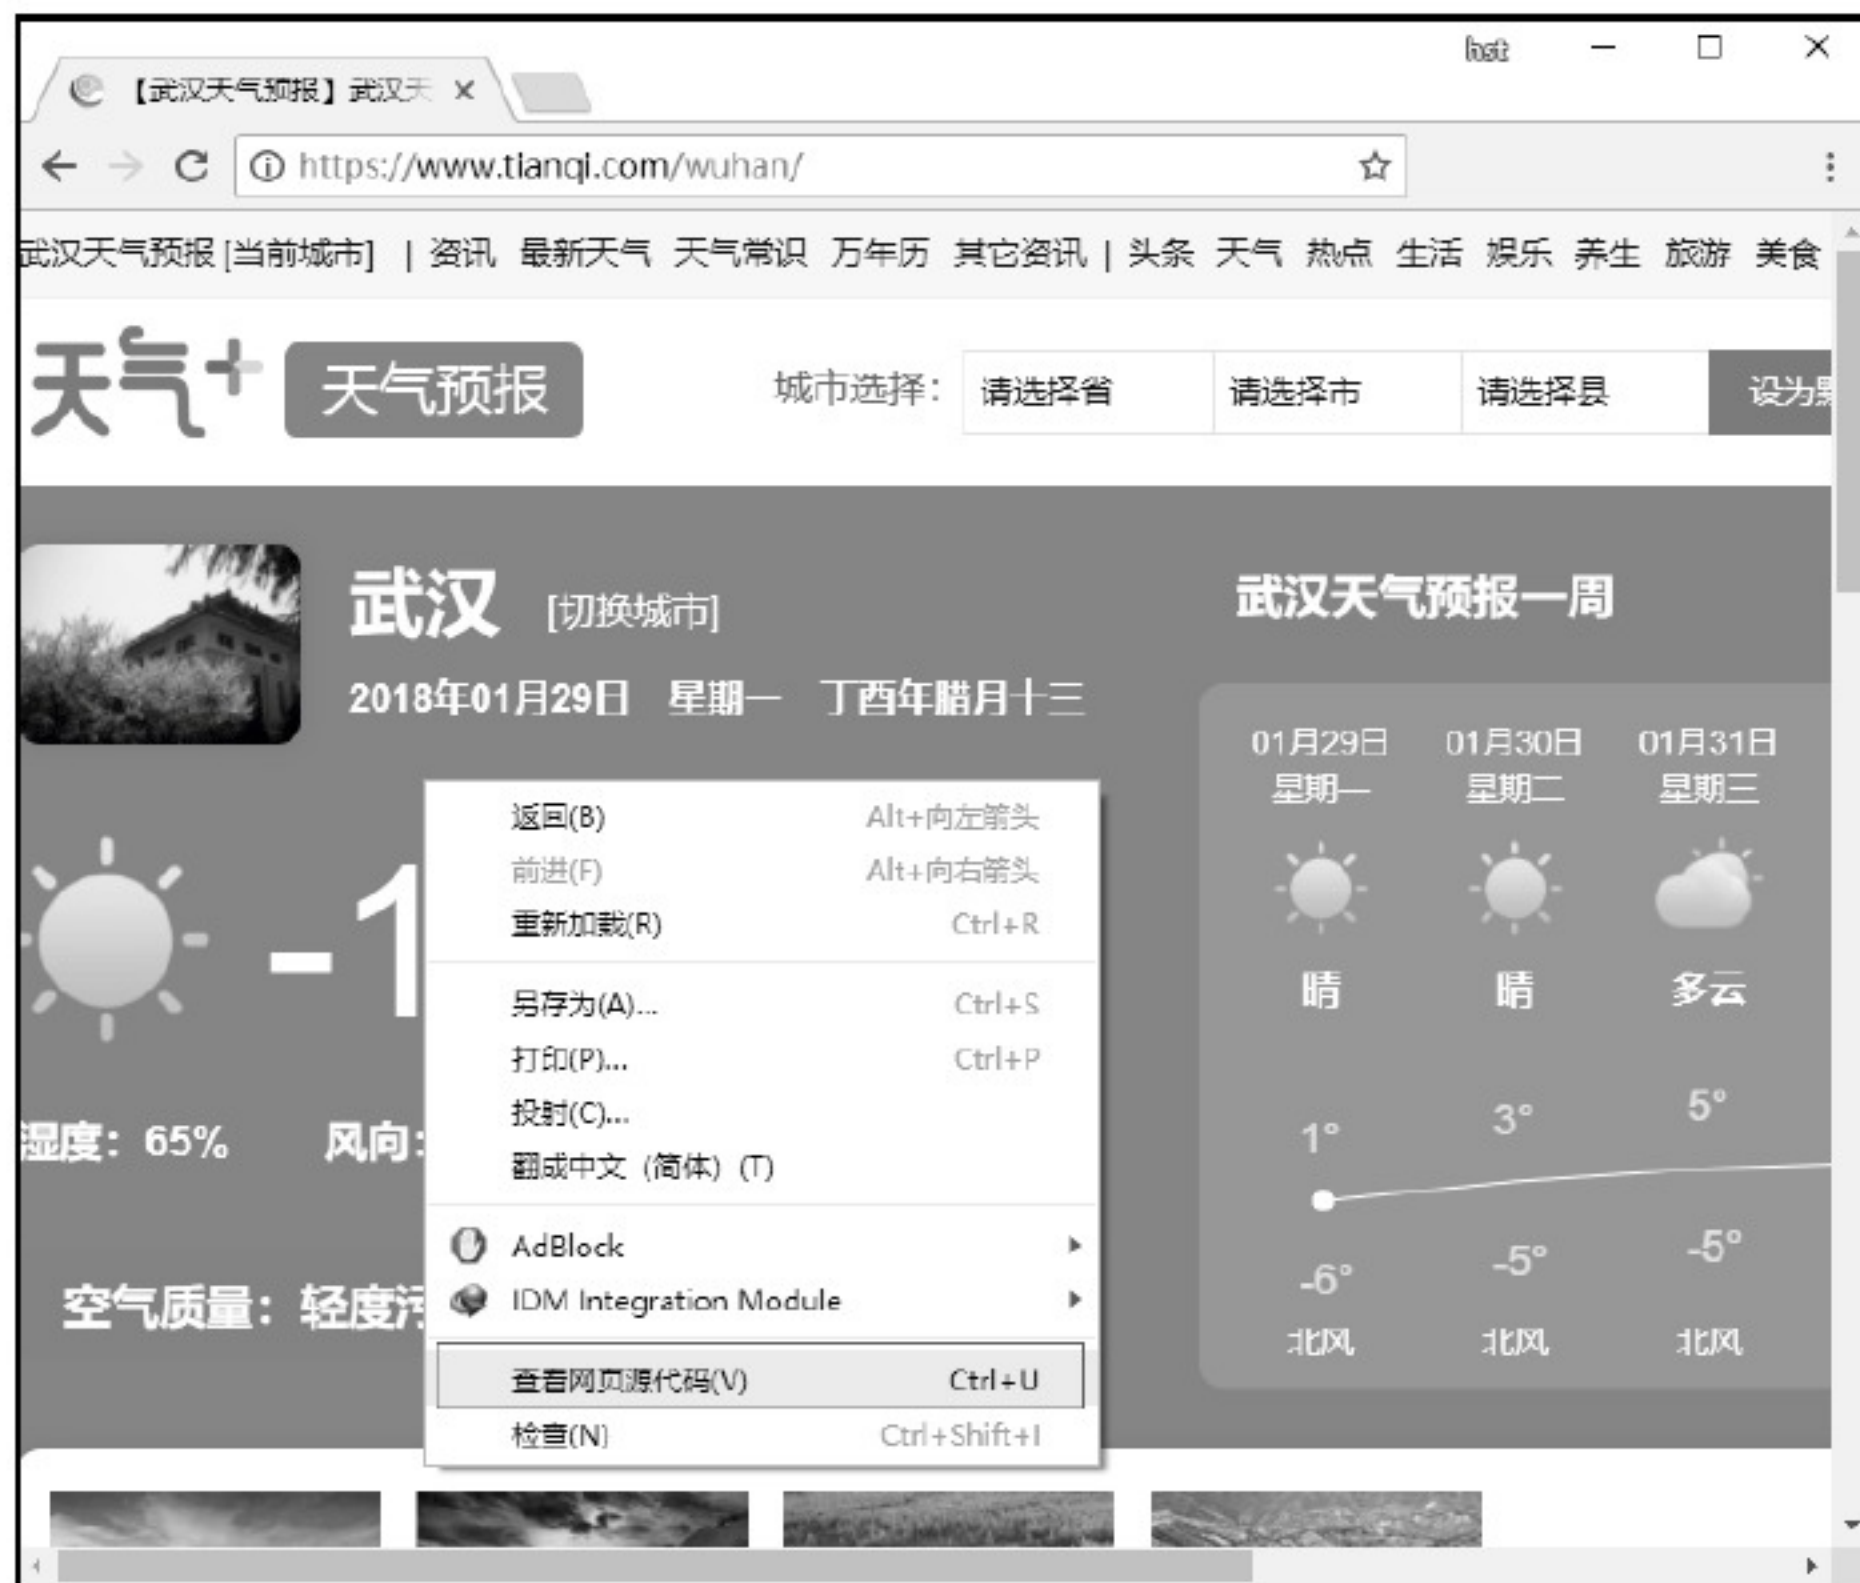 hst
【武汉天气预报】武汉天
https://www.tianqi.com/wuhan/
武汉天气预报 [当前城市] | 资讯 最新天气 天气常识 万年历 其它资讯 | 头条 天气 热点 生活 娱乐 养生 旅游 美食
天气+ 天气预报 城市选择： 请选择省 请选择市 请选择县 设为
武汉 [切换城市]
2018年01月29日 星期一 丁酉年腊月十三
-1
湿度：65% 风向：
空气质量：轻度污
返回(B) Alt+向左箭头
前进(F) Alt+向右箭头
重新加载(R) Ctrl+R
另存为(A)... Ctrl+S
打印(P)... Ctrl+P
投射(C)...
翻成中文（简体）(T)
AdBlock
IDM Integration Module
查看网页源代码(V) Ctrl+U
检查(N) Ctrl+Shift+I
武汉天气预报一周
01月29日 01月30日 01月31日
星期一 星期二 星期三
晴 晴 多云
1° 3° 5°
-6° -5° -5°
北风 北风 北风